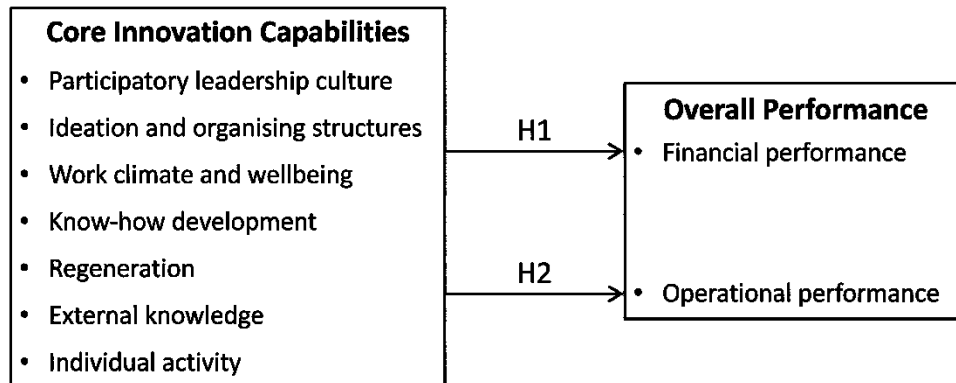 Core Innovation Capabilities
• Participatory leadership culture
• Ideation and organising structures
• Work climate and wellbeing
• Know-how development
• Regeneration
• External knowledge
• Individual activity
H1
H2
Overall Performance
• Financial performance
• Operational performance